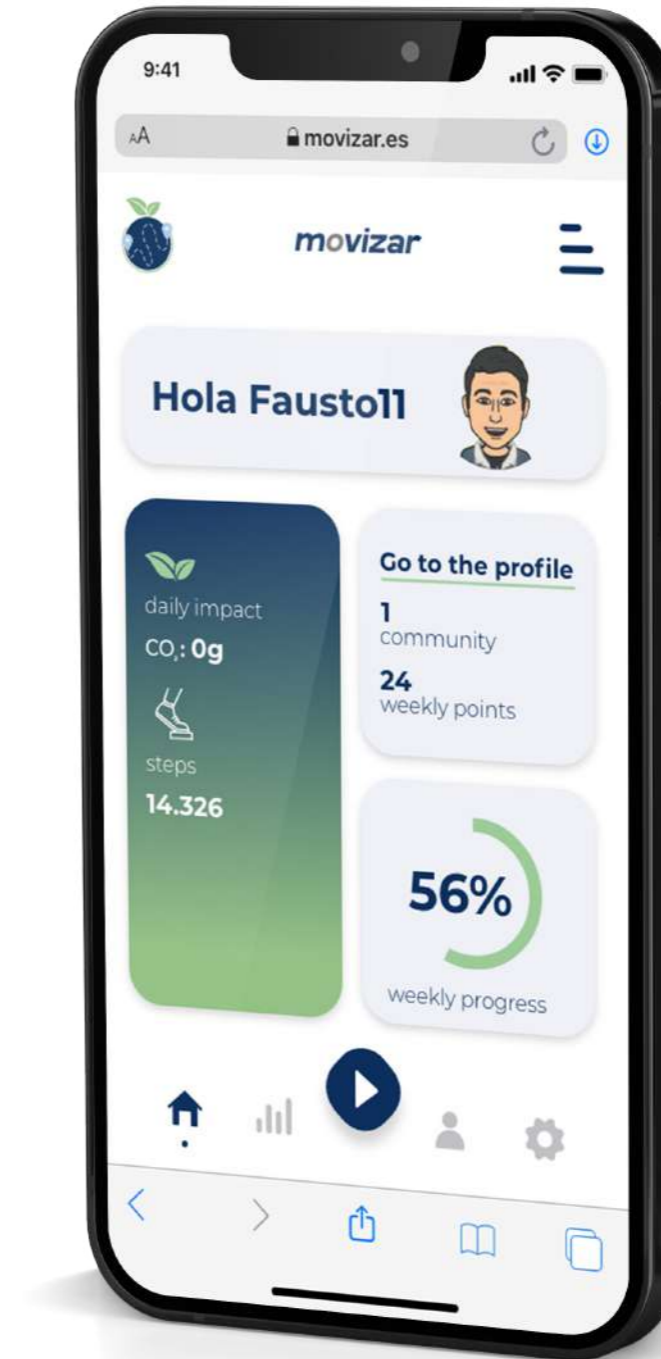 9:41
AA
movizar.es
movizar
Hola Fausto11
daily impact
CO₂: 0g
steps
14.326
Go to the profile
1
community
24
weekly points
56%
weekly progress